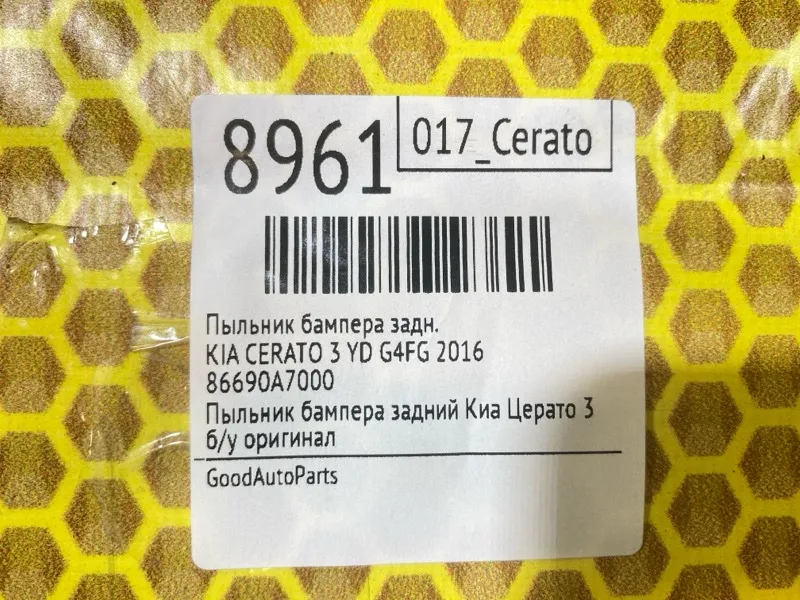 8961
017_Cerato
Пыльник бампера задн.
KIA CERATO 3 YD G4FG 2016
86690A7000
Пыльник бампера задний Киа Церато 3
б/у оригинал
GoodAutoParts